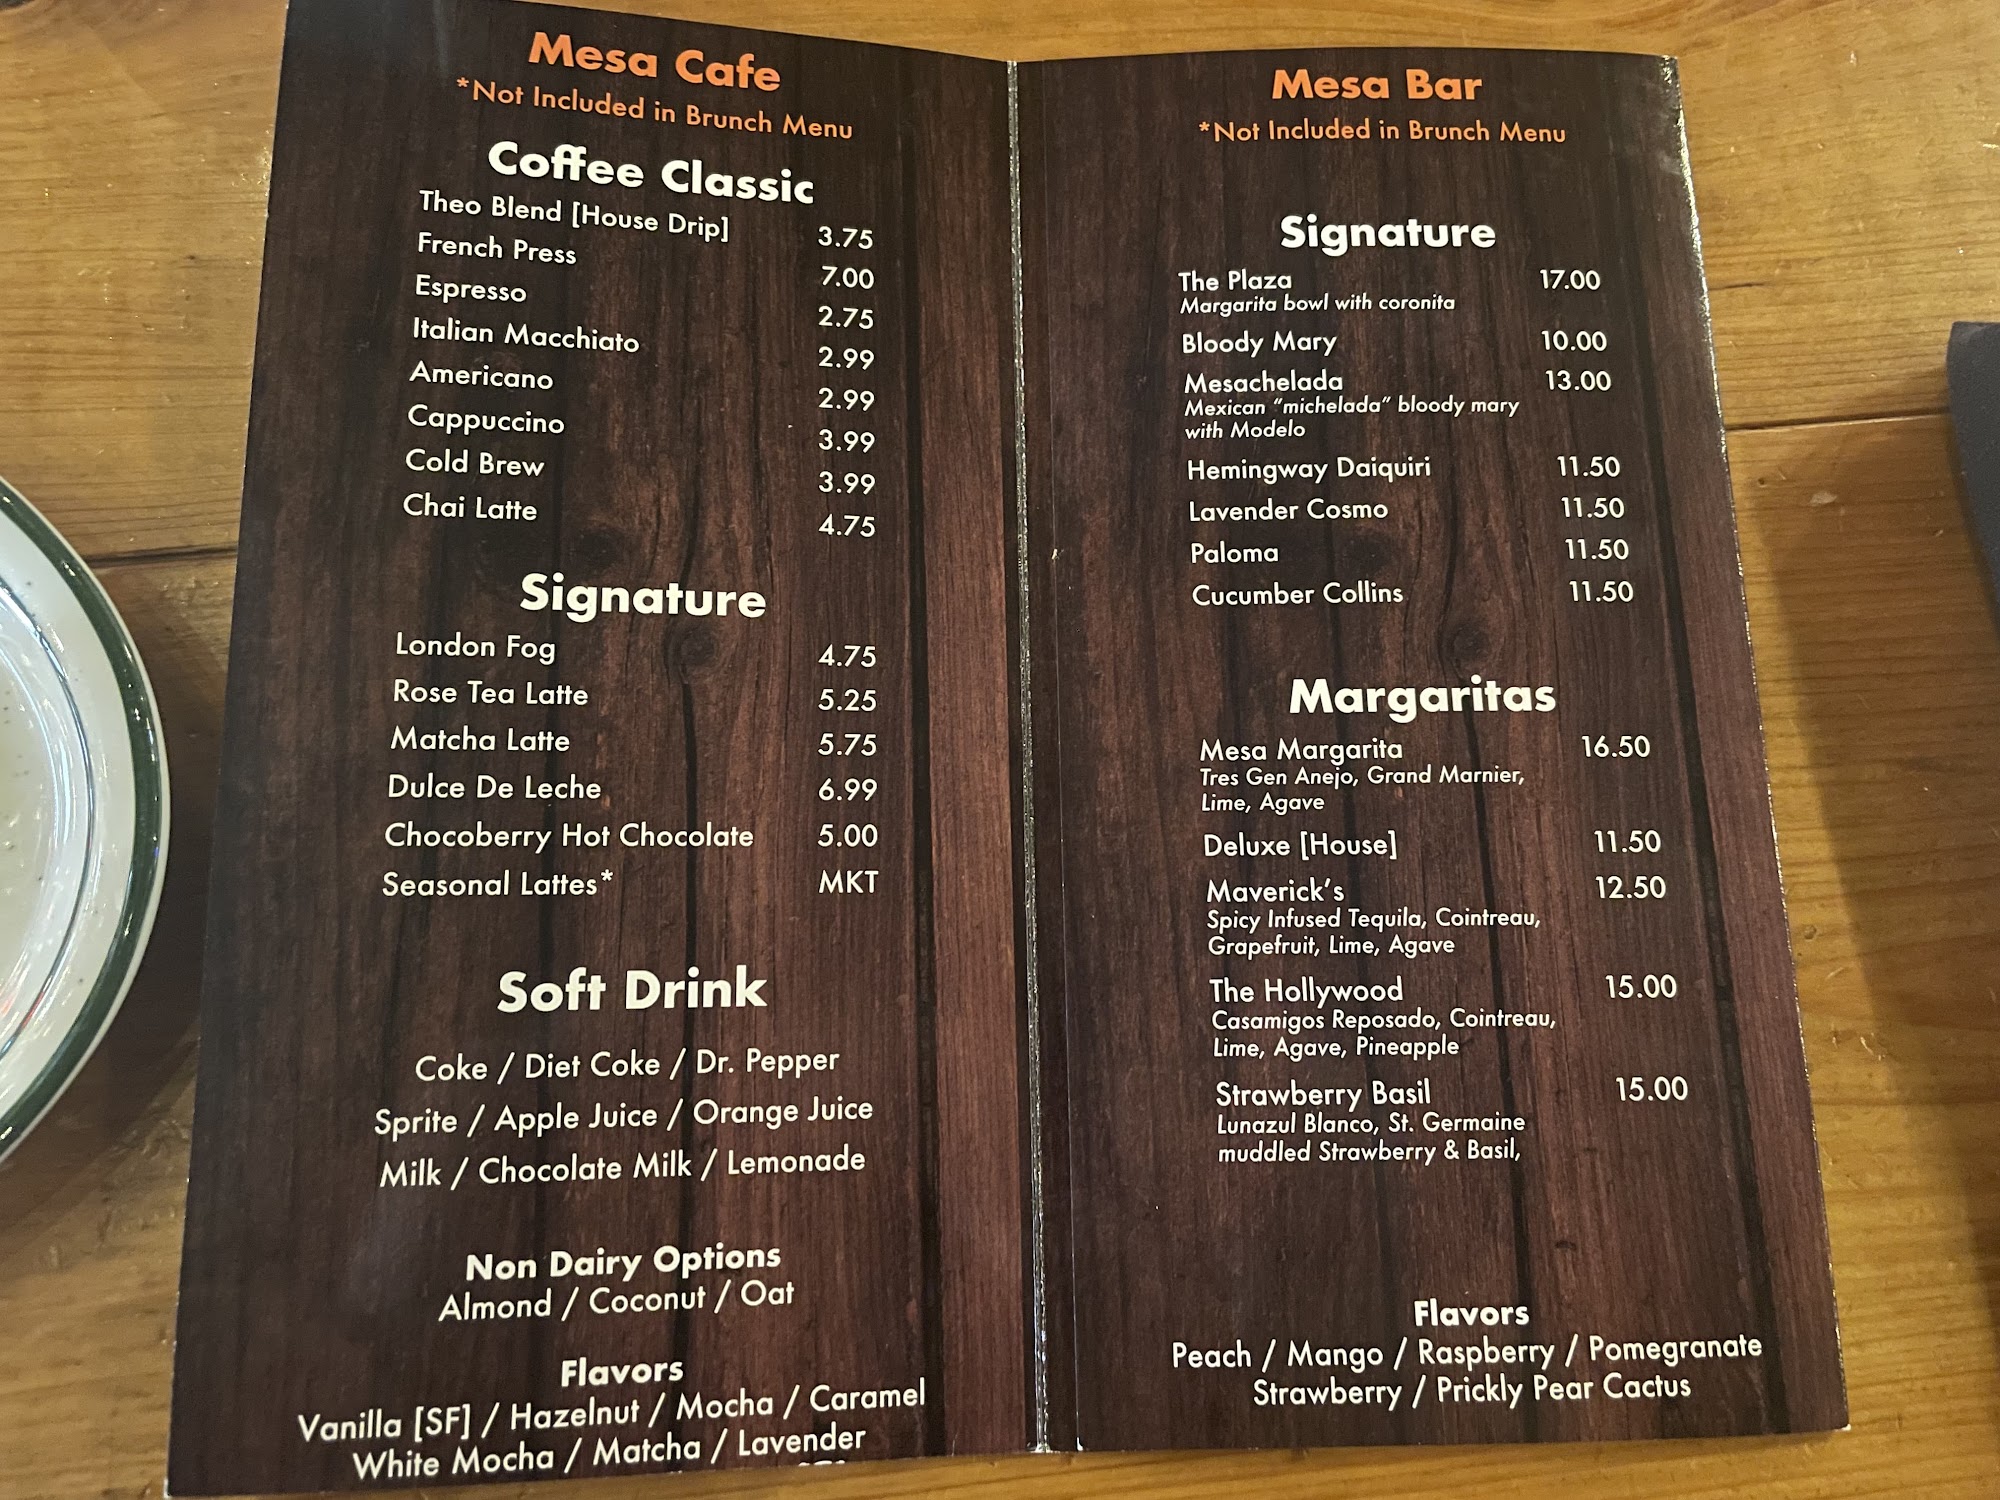 Mesa Cafe
*Not Included in Brunch Menu
Coffee Classic
Theo Blend [House Drip] 3.75
French Press 7.00
Espresso 2.75
Italian Macchiato 2.99
Americano 2.99
Cappuccino 3.99
Cold Brew 3.99
Chai Latte 4.75
Signature
London Fog 4.75
Rose Tea Latte 5.25
Matcha Latte 5.75
Dulce De Leche 6.99
Chocoberry Hot Chocolate 5.00
Seasonal Lattes* MKT
Soft Drink
Coke / Diet Coke / Dr. Pepper
Sprite / Apple Juice / Orange Juice
Milk / Chocolate Milk / Lemonade
Non Dairy Options
Almond / Coconut / Oat
Flavors
Vanilla [SF] / Hazelnut / Mocha / Caramel
White Mocha / Matcha / Lavender
Mesa Bar
*Not Included in Brunch Menu
Signature
The Plaza 17.00
Margarita bowl with coronita
Bloody Mary 10.00
Mesachelada 13.00
Mexican “michelada” bloody mary
with Modelo
Hemingway Daiquiri 11.50
Lavender Cosmo 11.50
Paloma 11.50
Cucumber Collins 11.50
Margaritas
Mesa Margarita 16.50
Tres Gen Anejo, Grand Marnier,
Lime, Agave
Deluxe [House] 11.50
Maverick’s 12.50
Spicy Infused Tequila, Cointreau,
Grapefruit, Lime, Agave
The Hollywood 15.00
Casamigos Reposado, Cointreau,
Lime, Agave, Pineapple
Strawberry Basil 15.00
Lunazul Blanco, St. Germaine
muddled Strawberry & Basil,
Flavors
Peach / Mango / Raspberry / Pomegranate
Strawberry / Prickly Pear Cactus